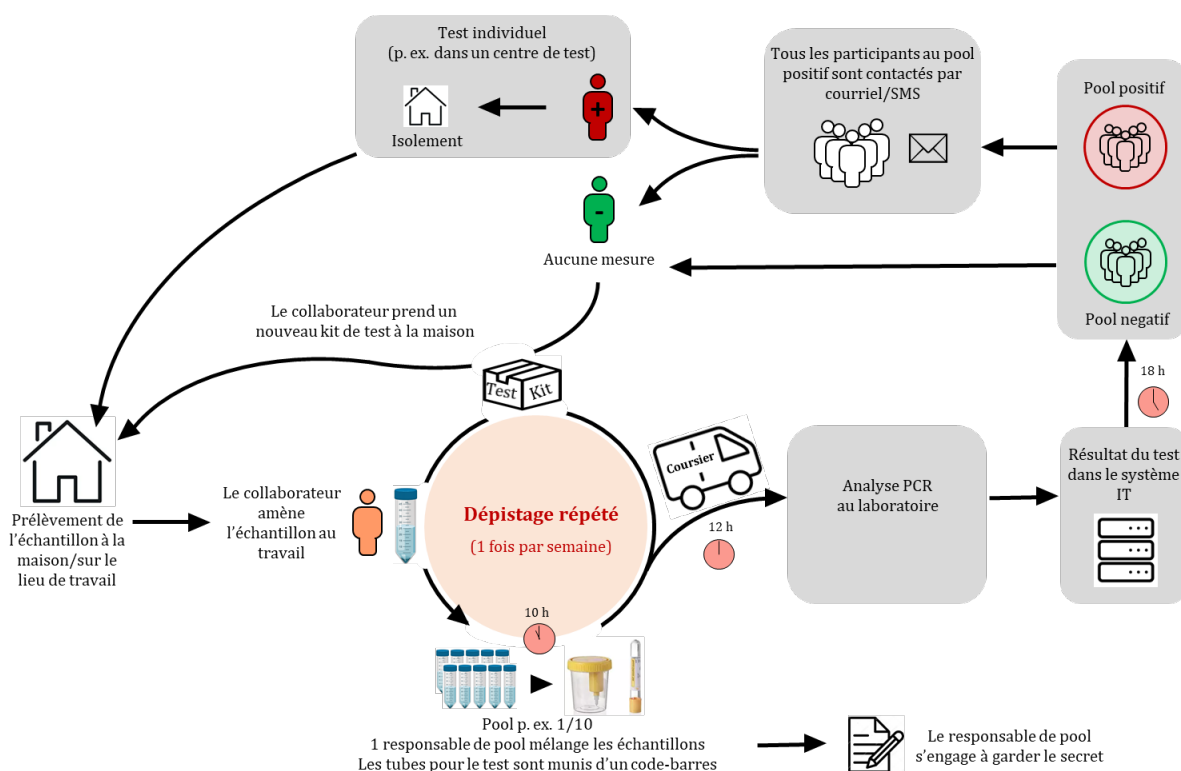 Test individuel
(p. ex. dans un centre de test)
+
Isolement
Tous les participants au pool
positif sont contactés par
courriel/SMS
Pool positif
-
Aucune mesure
Pool negatif
Le collaborateur prend un
nouveau kit de test à la maison
Test Kit
18 h
Prélèvement de
l'échantillon à la
maison/sur le
lieu de travail
Le collaborateur
amène
l'échantillon au
travail
Dépistage répété
(1 fois par semaine)
Coursier
12 h
Analyse PCR
au laboratoire
Résultat du test
dans le système
IT
10 h
Pool p. ex. 1/10
1 responsable de pool mélange les échantillons
Les tubes pour le test sont munis d'un code-barres
Le responsable de pool
s'engage à garder le secret